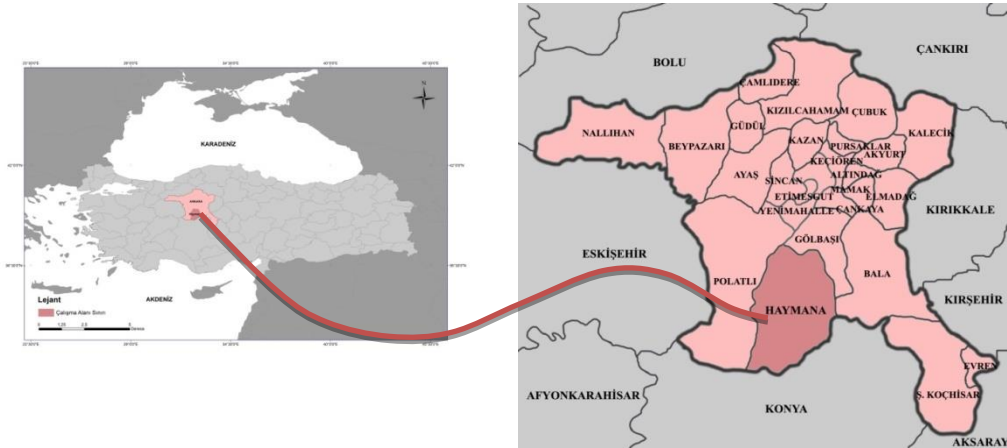 N
KARADENİZ
ANKARA
AKDENİZ
Lejant
Çalışma Alanı Sınırı
BOLU
ÇANKIRI
ÇAMLIDERE
KIZILCAHAMAM
ÇUBUK
NALLIHAN
GÜDÜL
KALECİK
BEYPAZARI
KAZAN
PURSAKLAR
AKYURT
KEÇİÖREN
AYAŞ
SİNCAN
ALTINDAĞ
MAMAK
ETİMESGUT
ELMADAĞ
YENİMAHALLE
ÇANKAYA
KIRIKKALE
GÖLBAŞI
ESKİŞEHİR
POLATLI
BALA
HAYMANA
KIRŞEHİR
EVREN
AFYONKARAHİSAR
Ş. KOÇHİSAR
KONYA
AKSARAY